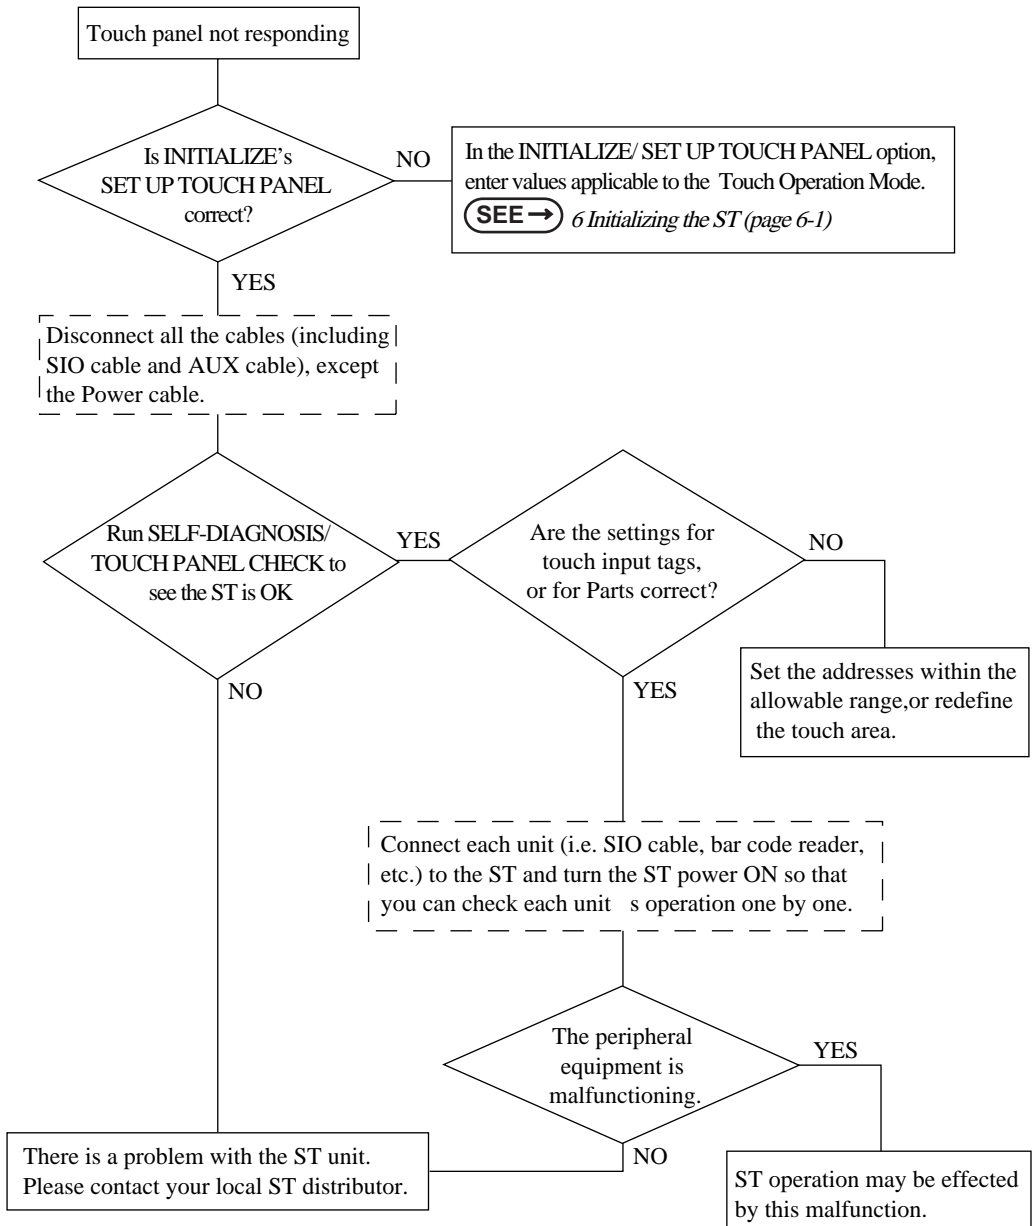 Touch panel not responding
Is INITIALIZE's
SET UP TOUCH PANEL
correct?
NO
In the INITIALIZE/ SET UP TOUCH PANEL option,
enter values applicable to the Touch Operation Mode.
SEE→ 6 Initializing the ST (page 6-1)
YES
Disconnect all the cables (including
SIO cable and AUX cable), except
the Power cable.
Run SELF-DIAGNOSIS/
TOUCH PANEL CHECK to
see the ST is OK
YES
Are the settings for
touch input tags,
or for Parts correct?
NO
Set the addresses within the
allowable range,or redefine
the touch area.
NO
YES
Connect each unit (i.e. SIO cable, bar code reader,
etc.) to the ST and turn the ST power ON so that
you can check each unit s operation one by one.
The peripheral
equipment is
malfunctioning.
YES
NO
There is a problem with the ST unit.
Please contact your local ST distributor.
ST operation may be effected
by this malfunction.